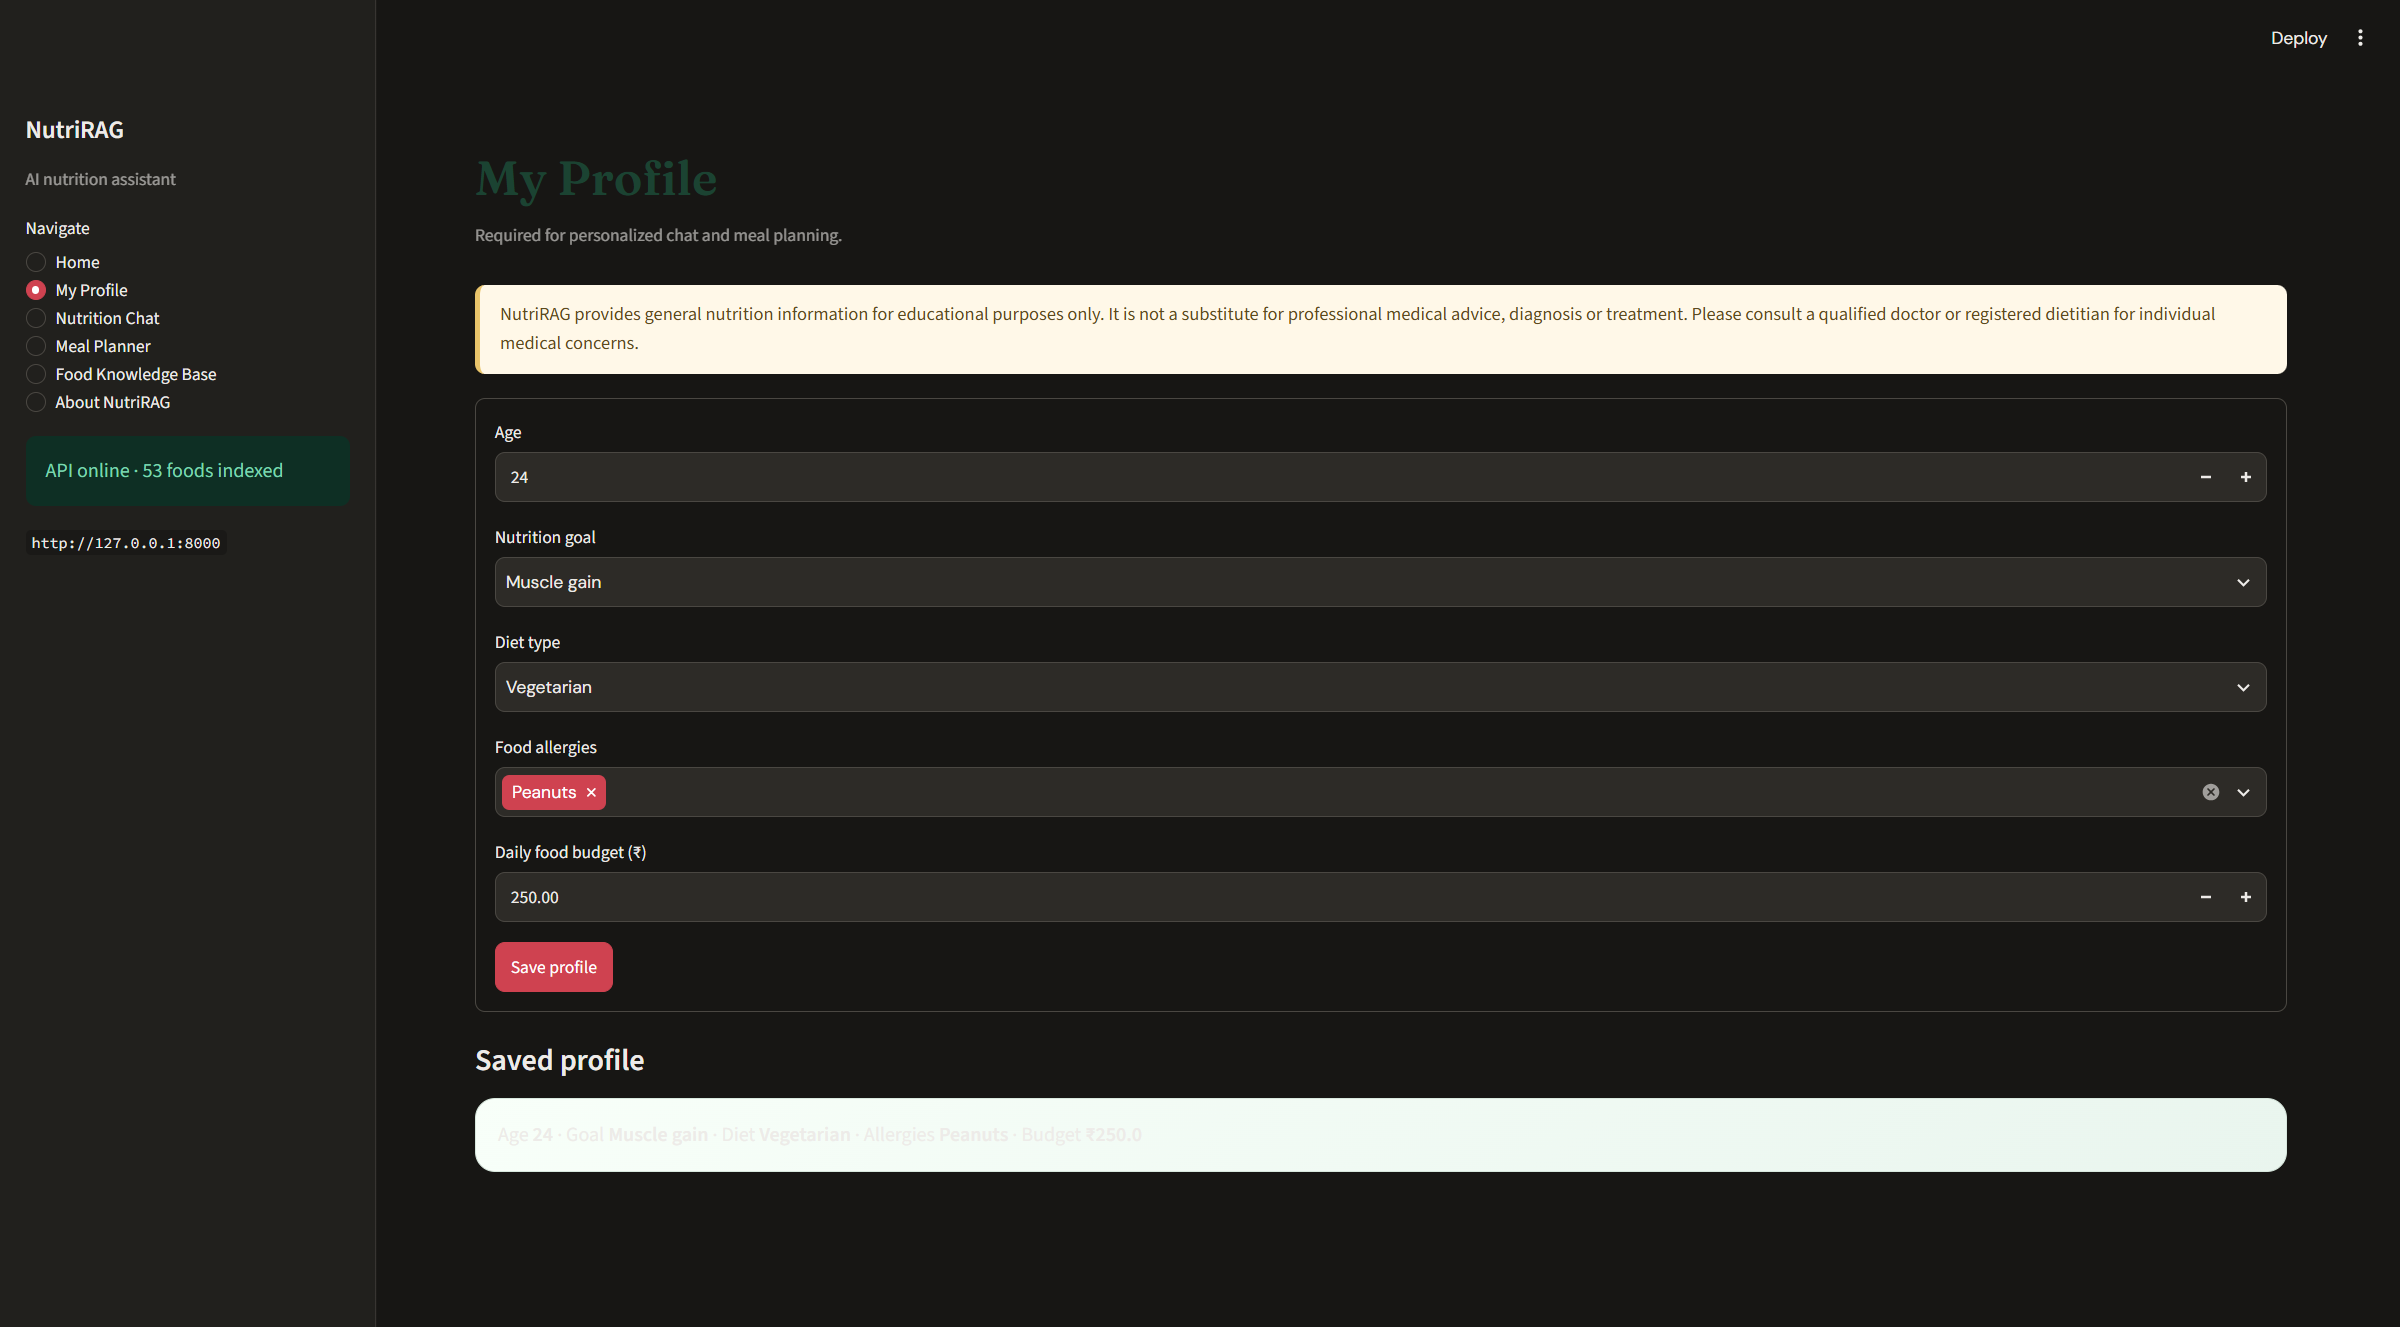 Deploy
NutriRAG
AI nutrition assistant
Navigate
Home
My Profile
Nutrition Chat
Meal Planner
Food Knowledge Base
About NutriRAG
API online · 53 foods indexed
http://127.0.0.1:8000
My Profile
Required for personalized chat and meal planning.
NutriRAG provides general nutrition information for educational purposes only. It is not a substitute for professional medical advice, diagnosis or treatment. Please consult a qualified doctor or registered dietitian for individual
medical concerns.
Age
24
Nutrition goal
Muscle gain
Diet type
Vegetarian
Food allergies
Peanuts
Daily food budget (₹)
250.00
Save profile
Saved profile
Age 24 · Goal Muscle gain · Diet Vegetarian · Allergies Peanuts · Budget ₹250.0